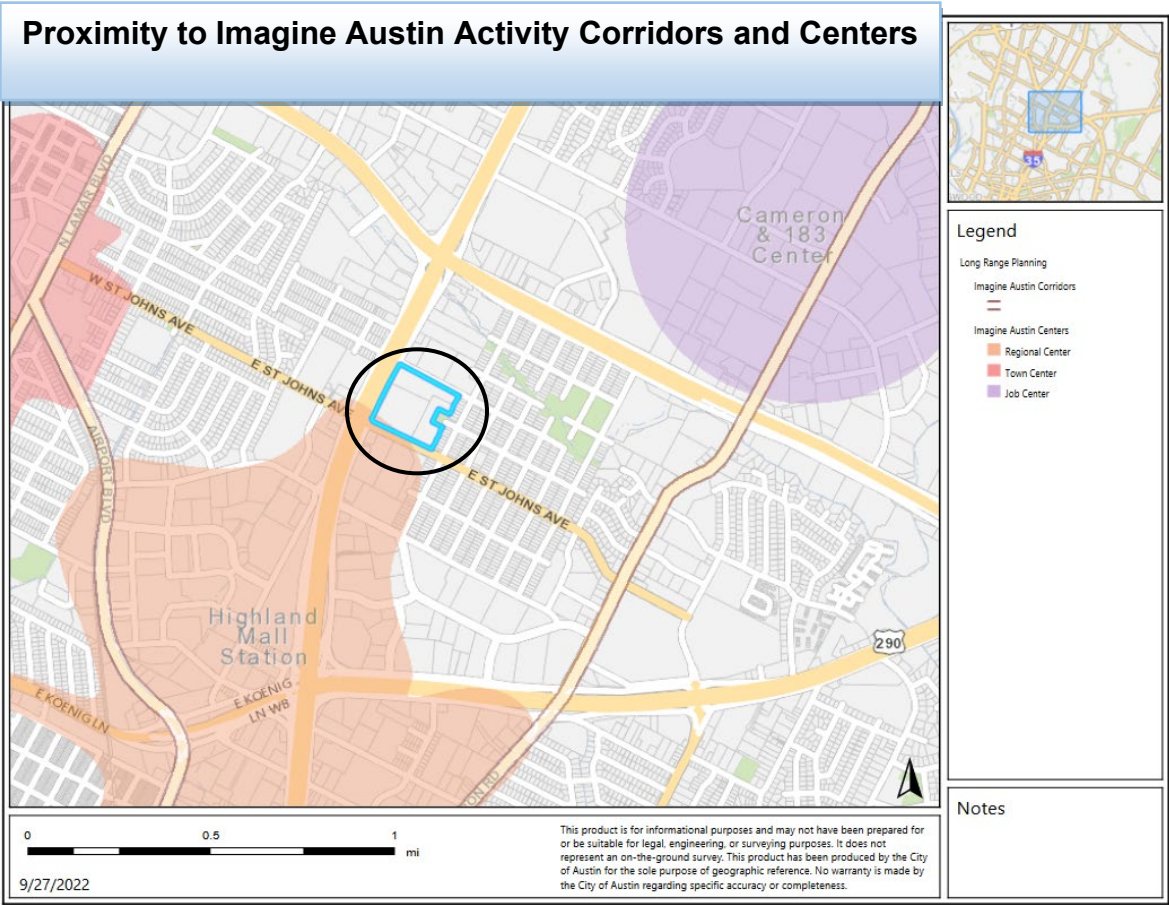 Proximity to Imagine Austin Activity Corridors and Centers
35
N LAMAR BLVD
W ST JOHNS AVE
E ST JOHNS AVE
Cameron
& 183
Center
AIRPORT BLVD
E ST JOHNS AVE
Highland
Mall
Station
290
E KOENIG
LN WB
E KOENIG LN
ON RD
Legend
Long Range Planning
Imagine Austin Corridors
Imagine Austin Centers
Regional Center
Town Center
Job Center
Notes
0 0.5 1
mi
9/27/2022
This product is for informational purposes and may not have been prepared for
or be suitable for legal, engineering, or surveying purposes. It does not
represent an on-the-ground survey. This product has been produced by the City
of Austin for the sole purpose of geographic reference. No warranty is made by
the City of Austin regarding specific accuracy or completeness.